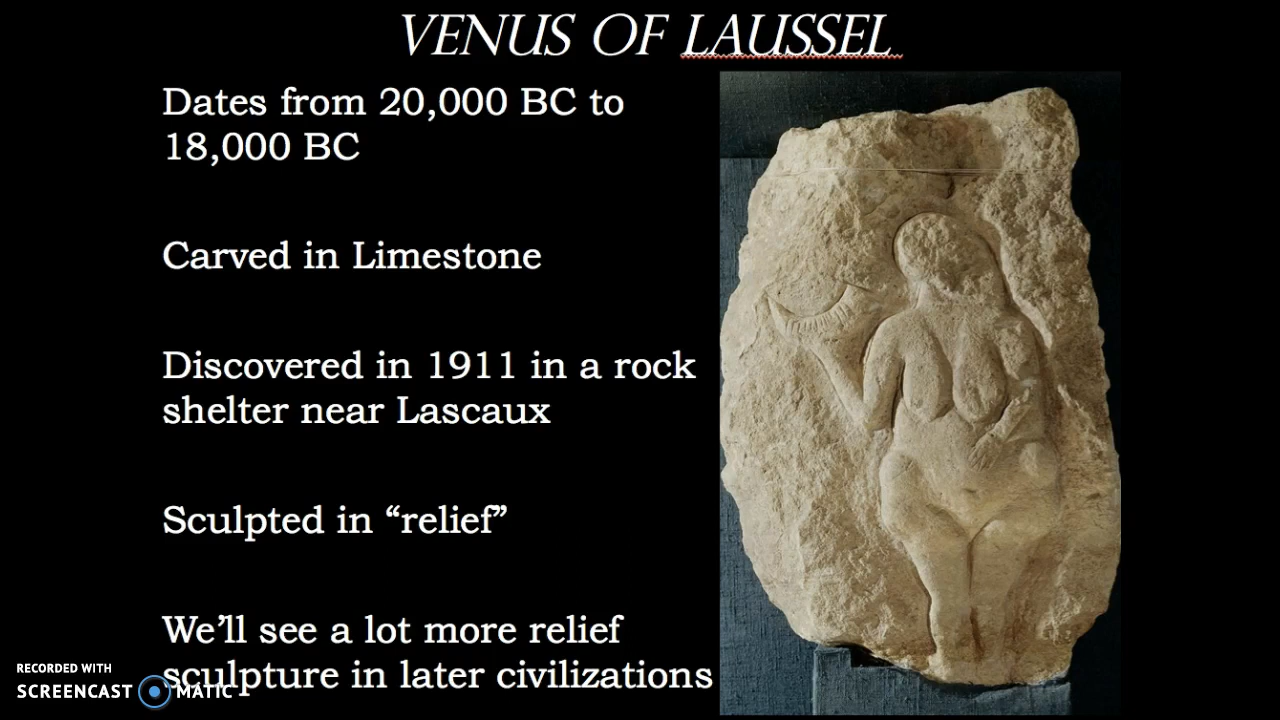 VENUS OF LAUSSEL
Dates from 20,000 BC to
18,000 BC
Carved in Limestone
Discovered in 1911 in a rock
shelter near Lascaux
Sculpted in “relief”
We’ll see a lot more relief
sculpture in later civilizations
RECORDED WITH
SCREENCAST MATIC